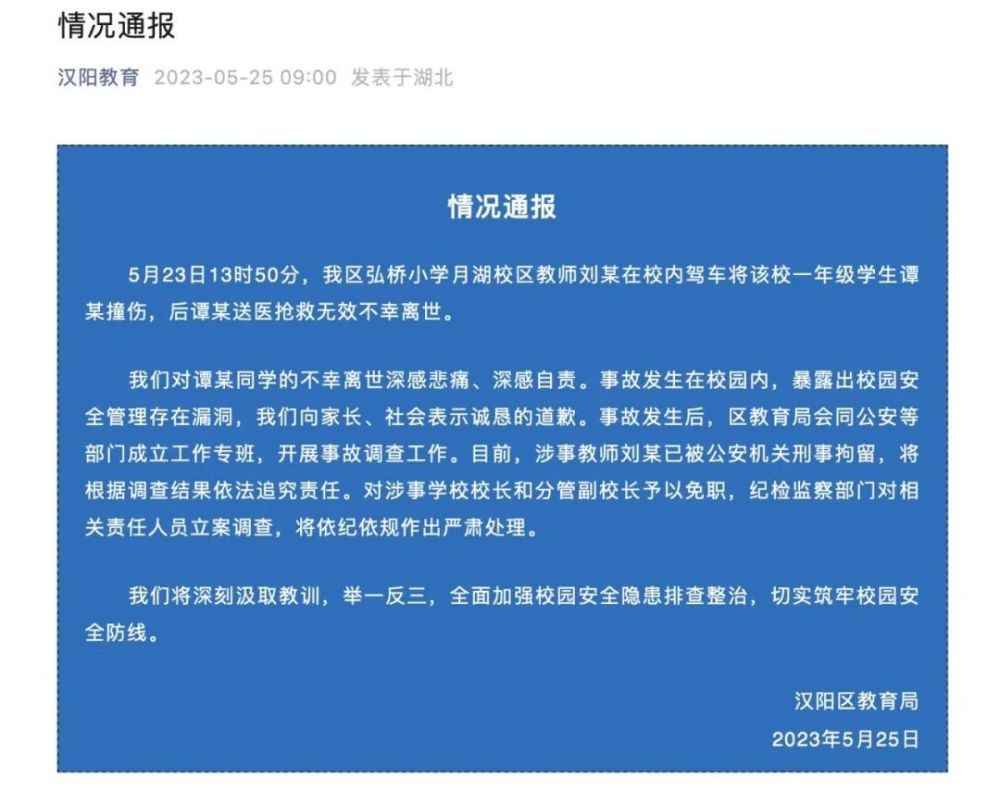 情况通报
汉阳教育 2023-05-25 09:00 发表于湖北
情况通报
5月23日13时50分，我区弘桥小学月湖校区教师刘某在校内驾车将该校一年级学生谭
某撞伤，后谭某送医抢救无效不幸离世。
我们对谭某同学的不幸离世深感悲痛、深感自责。事故发生在校园内，暴露出校园安
全管理存在漏洞，我们向家长、社会表示诚恳的道歉。事故发生后，区教育局会同公安等
部门成立工作专班，开展事故调查工作。目前，涉事教师刘某已被公安机关刑事拘留，将
根据调查结果依法追究责任。对涉事学校校长和分管副校长予以免职，纪检监察部门对相
关责任人员立案调查，将依纪依规作出严肃处理。
我们将深刻汲取教训，举一反三，全面加强校园安全隐患排查整治，切实筑牢校园安
全防线。
汉阳区教育局
2023年5月25日